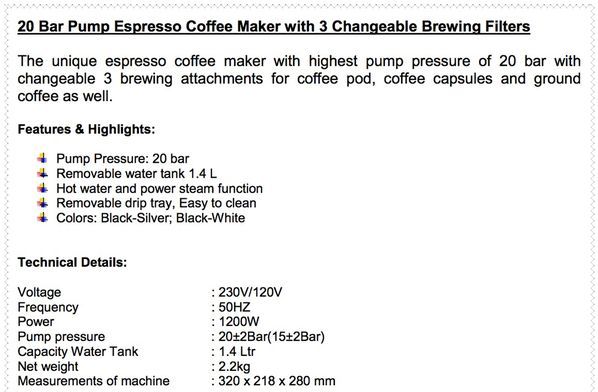 20 Bar Pump Espresso Coffee Maker with 3 Changeable Brewing Filters
The unique espresso coffee maker with highest pump pressure of 20 bar with
changeable 3 brewing attachments for coffee pod, coffee capsules and ground
coffee as well.
Features & Highlights:
Pump Pressure: 20 bar
Removable water tank 1.4 L
Hot water and power steam function
Removable drip tray, Easy to clean
Colors: Black-Silver; Black-White
Technical Details:
Voltage : 230V/120V
Frequency : 50HZ
Power : 1200W
Pump pressure : 20±2Bar(15±2Bar)
Capacity Water Tank : 1.4 Ltr
Net weight : 2.2kg
Measurements of machine : 320 x 218 x 280 mm